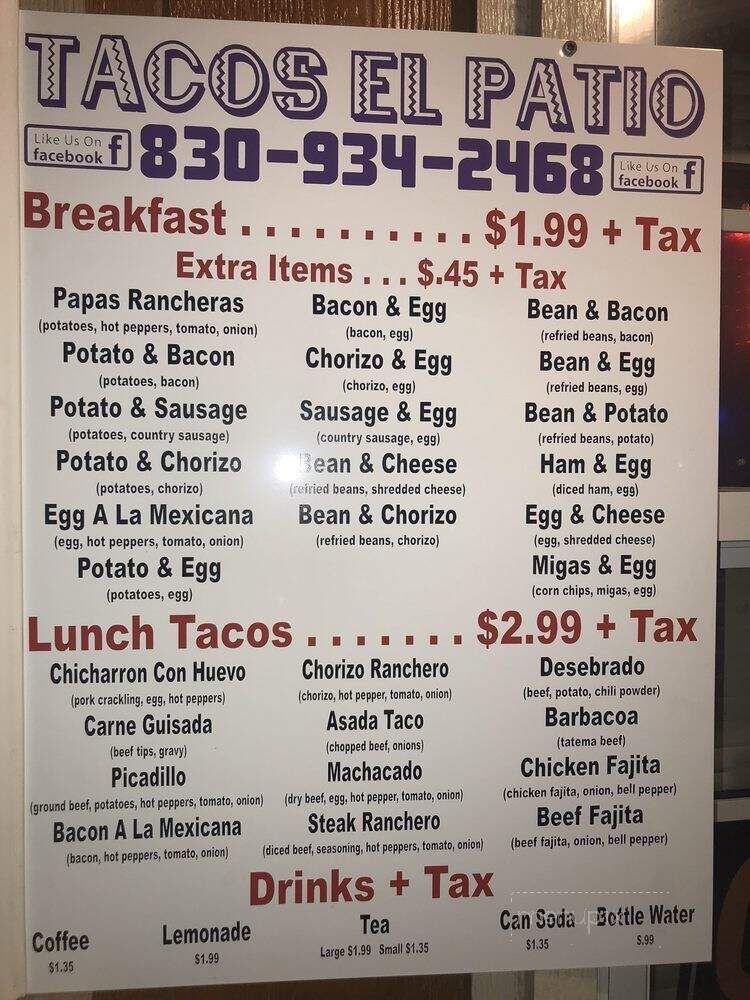 TACOS EL PATIO
Like Us On facebook f 830-934-2468 Like Us On facebook f
Breakfast . . . . . . . . . . $1.99 + Tax
Extra Items . . . $.45 + Tax
Papas Rancheras Bacon & Egg Bean & Bacon
(potatoes, hot peppers, tomato, onion) (bacon, egg) (refried beans, bacon)
Potato & Bacon Chorizo & Egg Bean & Egg
(potatoes, bacon) (chorizo, egg) (refried beans, egg)
Potato & Sausage Sausage & Egg Bean & Potato
(potatoes, country sausage) (country sausage, egg) (refried beans, potato)
Potato & Chorizo Bean & Cheese Ham & Egg
(potatoes, chorizo) (refried beans, shredded cheese) (diced ham, egg)
Egg A La Mexicana Bean & Chorizo Egg & Cheese
(egg, hot peppers, tomato, onion) (refried beans, chorizo) (egg, shredded cheese)
Potato & Egg Migas & Egg
(potatoes, egg) (corn chips, migas, egg)
Lunch Tacos . . . . . . . $2.99 + Tax
Chicharron Con Huevo Chorizo Ranchero Desebrado
(pork crackling, egg, hot peppers) (chorizo, hot pepper, tomato, onion) (beef, potato, chili powder)
Carne Guisada Asada Taco Barbacoa
(beef tips, gravy) (chopped beef, onions) (tatema beef)
Picadillo Machacado Chicken Fajita
(ground beef, potatoes, hot peppers, tomato, onion) (dry beef, egg, hot pepper, tomato, onion) (chicken fajita, onion, bell pepper)
Bacon A La Mexicana Steak Ranchero Beef Fajita
(bacon, hot peppers, tomato, onion) (diced beef, seasoning, hot peppers, tomato, onion) (beef fajita, onion, bell pepper)
Drinks + Tax
Coffee Lemonade Tea Can Soda Bottle Water
$1.35 $1.99 Large $1.99 Small $1.35 $1.35 $.99